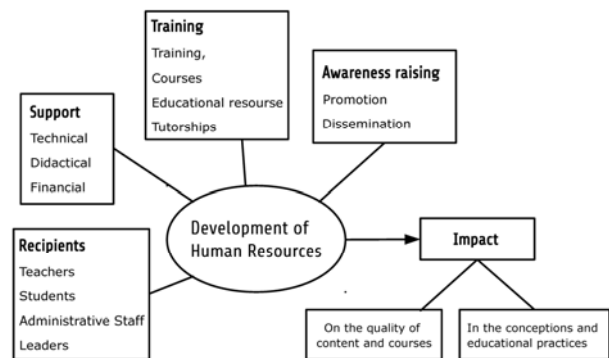 Training
Training,
Courses
Educational resourse
Tutorships
Awareness raising
Promotion
Dissemination
Support
Technical
Didactical
Financial
Development of
Human Resources
Recipients
Teachers
Students
Administrative Staff
Leaders
Impact
On the quality of
content and courses
In the conceptions and
educational practices